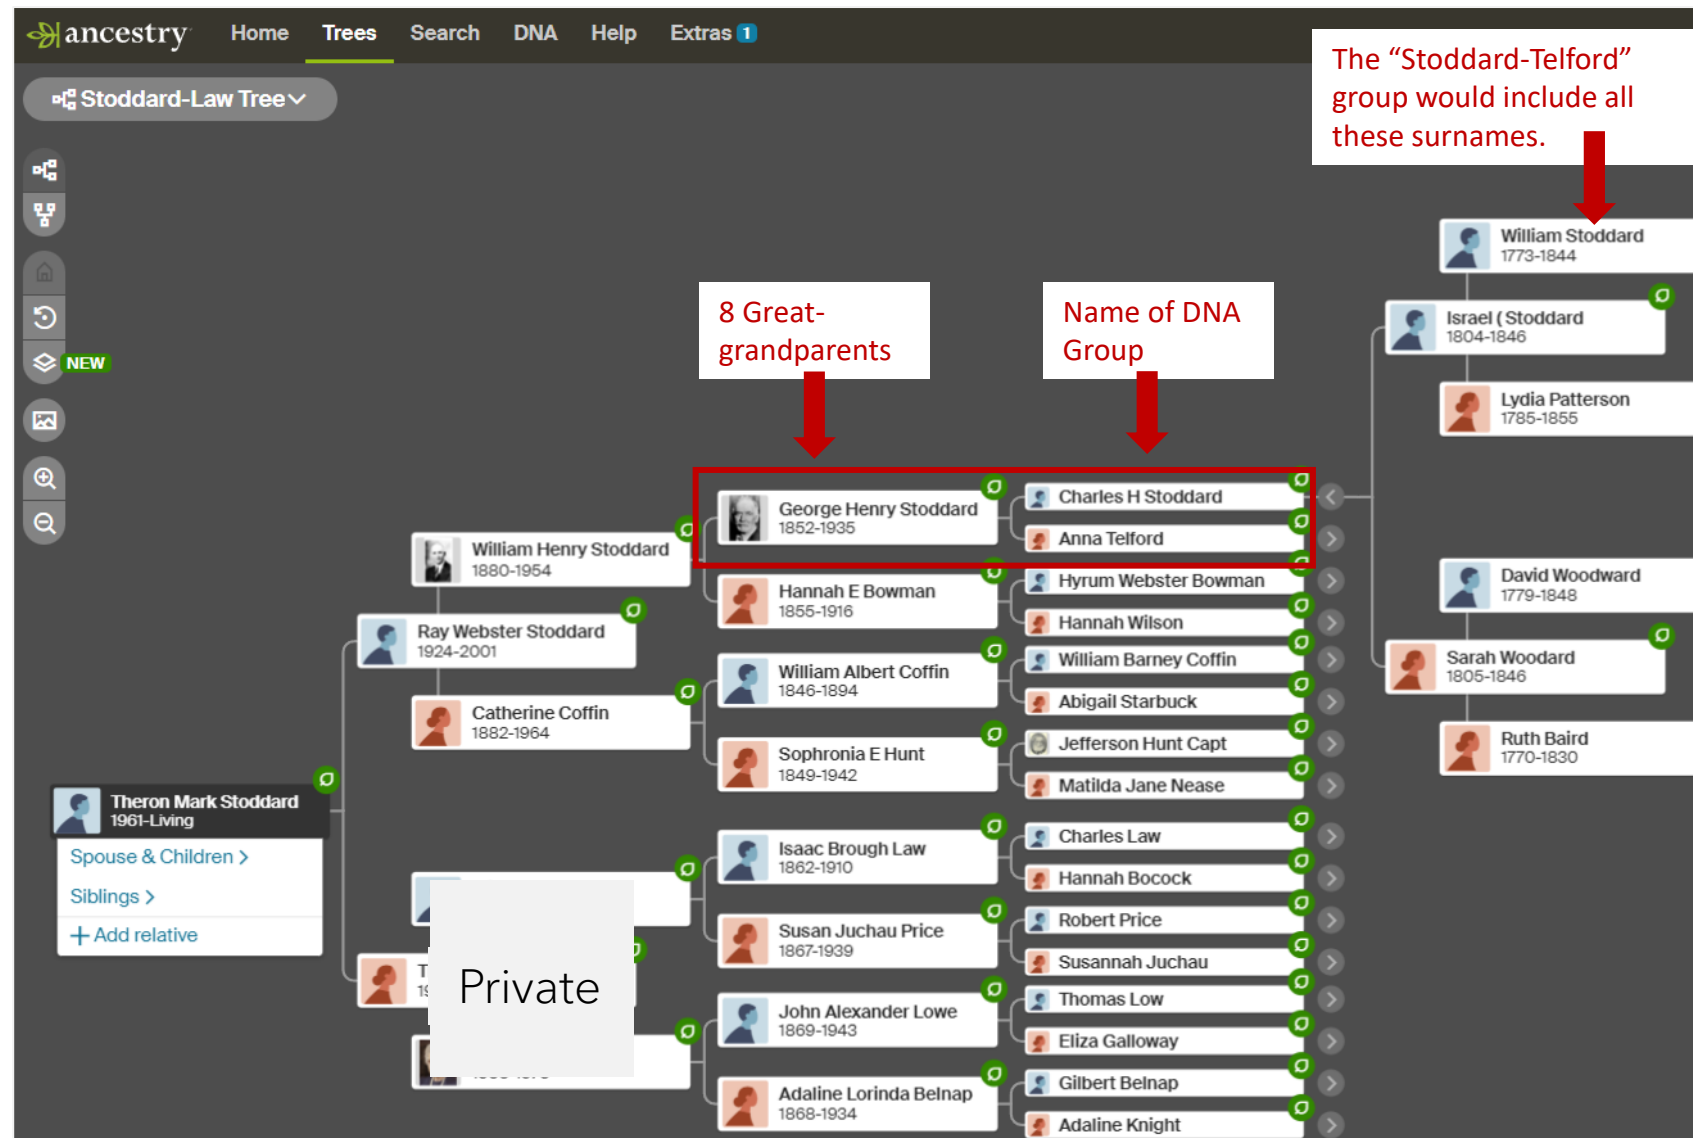 ancestry Home Trees Search DNA Help Extras 1
Stoddard-Law Tree
The “Stoddard-Telford”
group would include all
these surnames.
NEW
8 Great-
grandparents
Name of DNA
Group
William Stoddard
1773-1844
Israel ( Stoddard
1804-1846
Lydia Patterson
1785-1855
David Woodward
1779-1848
Sarah Woodard
1805-1846
Ruth Baird
1770-1830
George Henry Stoddard
1852-1935
Charles H Stoddard
Anna Telford
William Henry Stoddard
1880-1954
Hannah E Bowman
1855-1916
Hyrum Webster Bowman
Hannah Wilson
Ray Webster Stoddard
1924-2001
William Albert Coffin
1846-1894
William Barney Coffin
Abigail Starbuck
Catherine Coffin
1882-1964
Sophronia E Hunt
1849-1942
Jefferson Hunt Capt
Matilda Jane Nease
Theron Mark Stoddard
1961-Living
Spouse & Children >
Siblings >
+ Add relative
Isaac Brough Law
1862-1910
Charles Law
Hannah Bocock
Susan Juchau Price
1867-1939
Robert Price
Susannah Juchau
Private
John Alexander Lowe
1869-1943
Thomas Low
Eliza Galloway
Adaline Lorinda Belnap
1868-1934
Gilbert Belnap
Adaline Knight